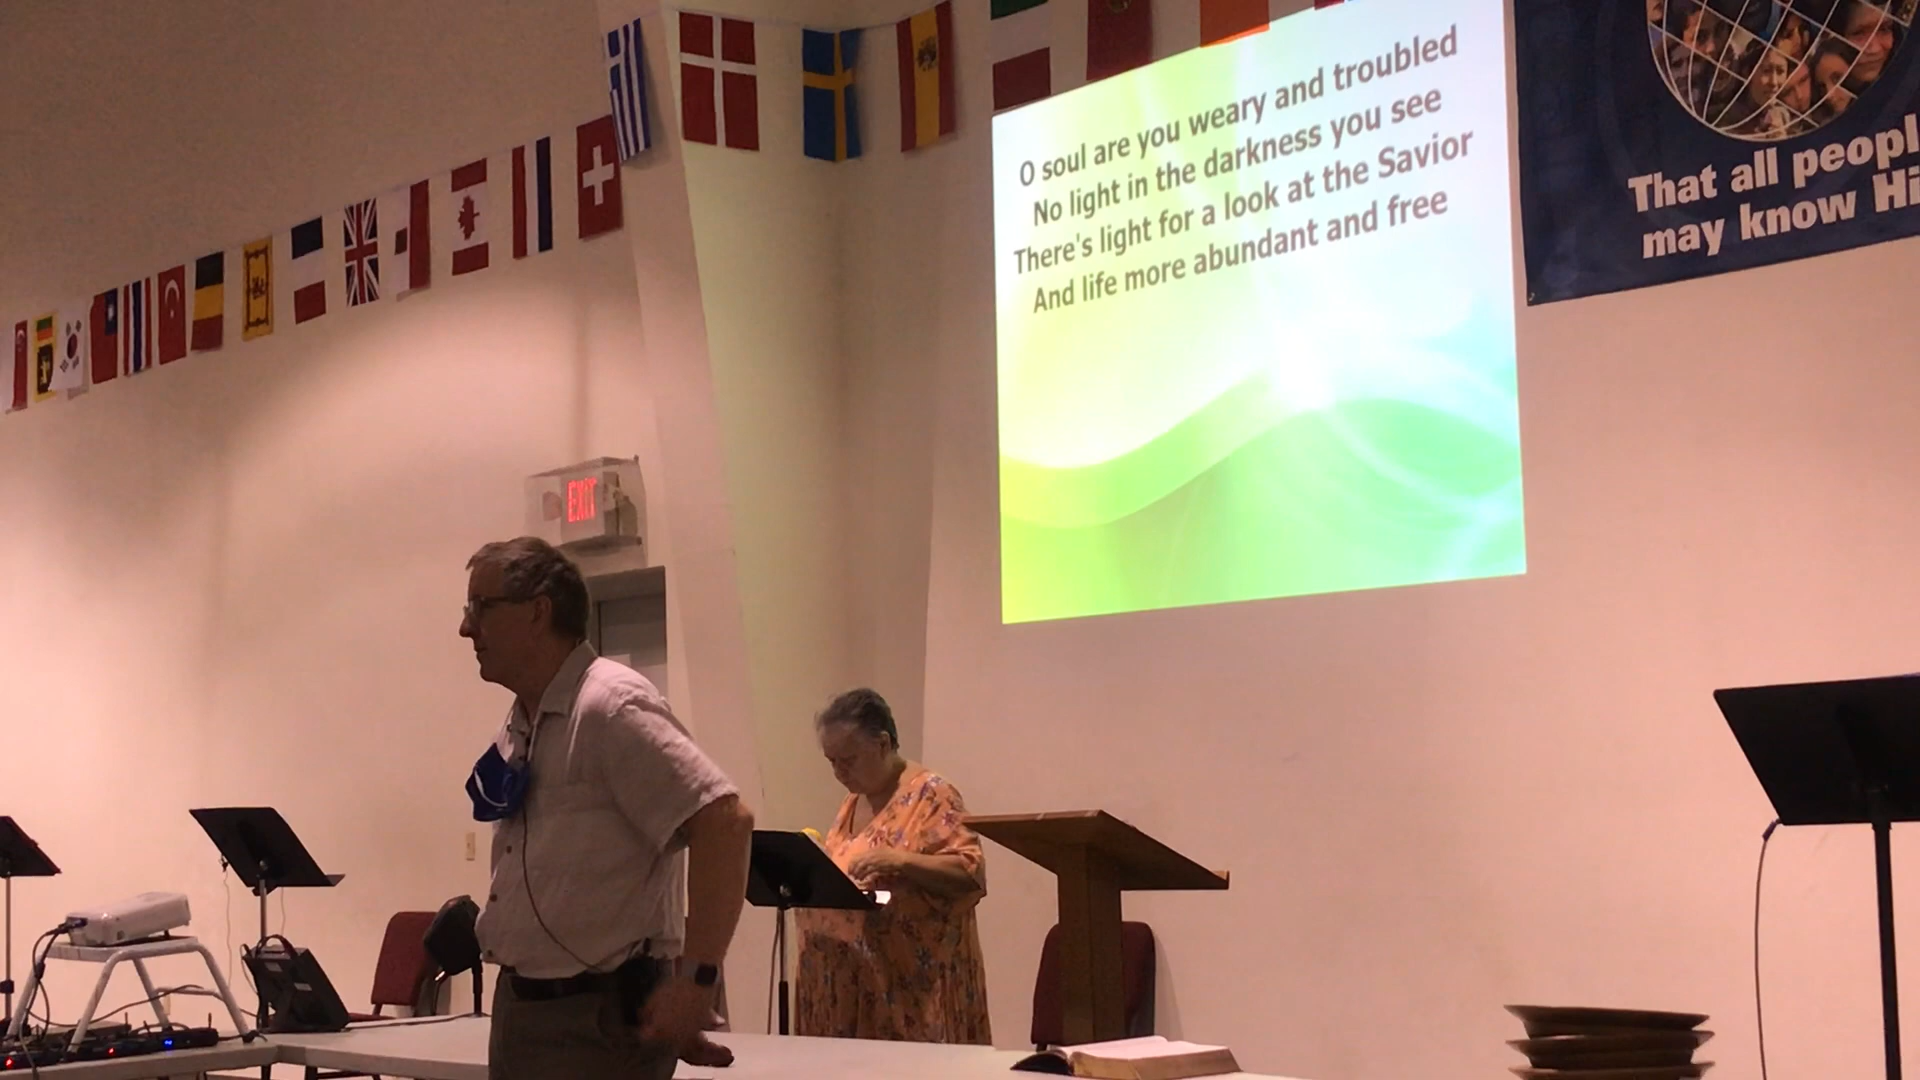 O soul are you weary and troubled
No light in the darkness you see
There's light for a look at the Savior
And life more abundant and free
That all peopl
may know Hi
EXIT